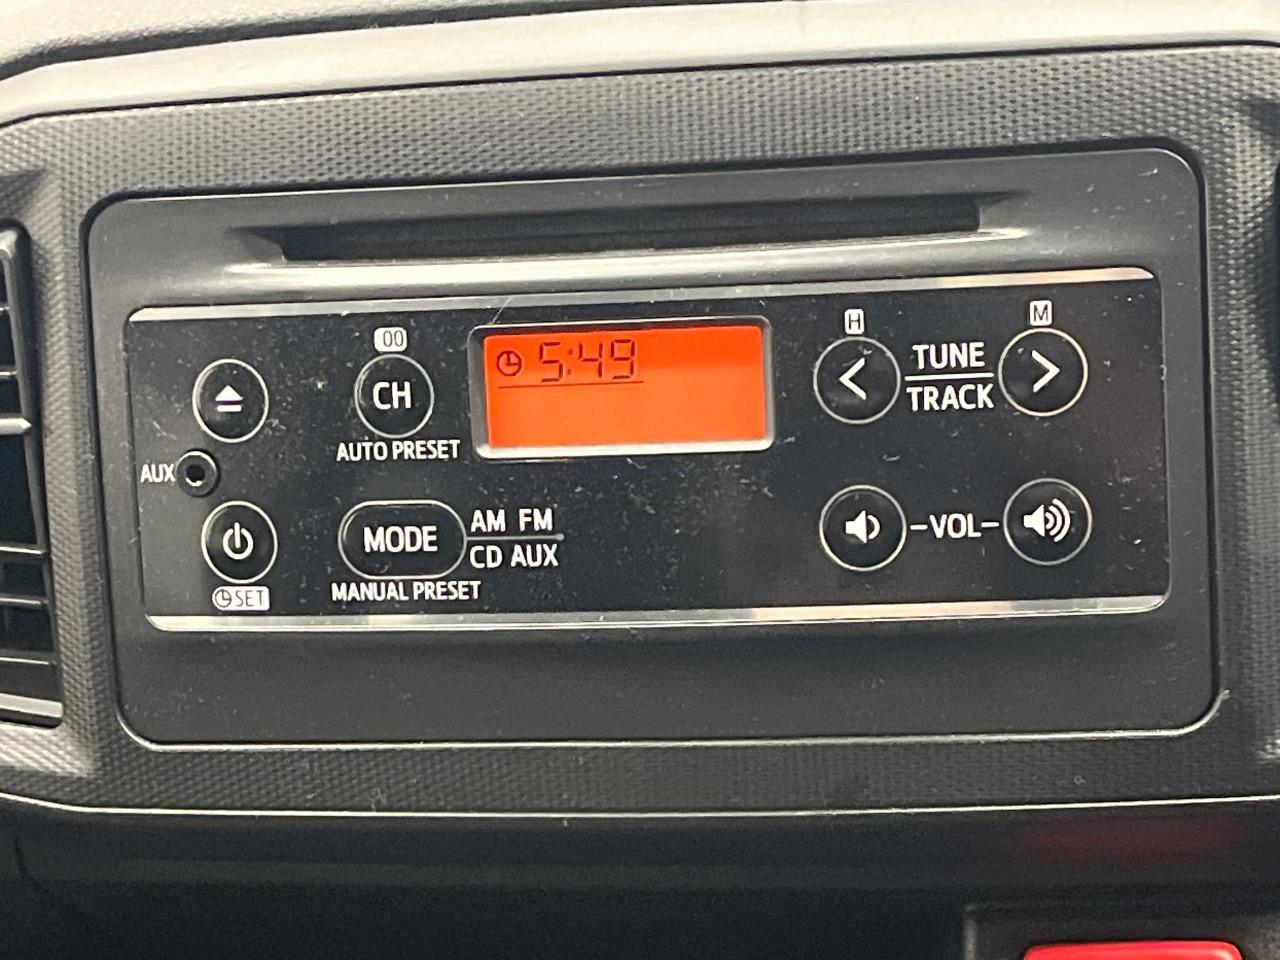 00
H
M
CH
5:49
TUNE
TRACK
AUTO PRESET
AUX
MODE
AM FM
CD AUX
-VOL-
SET
MANUAL PRESET